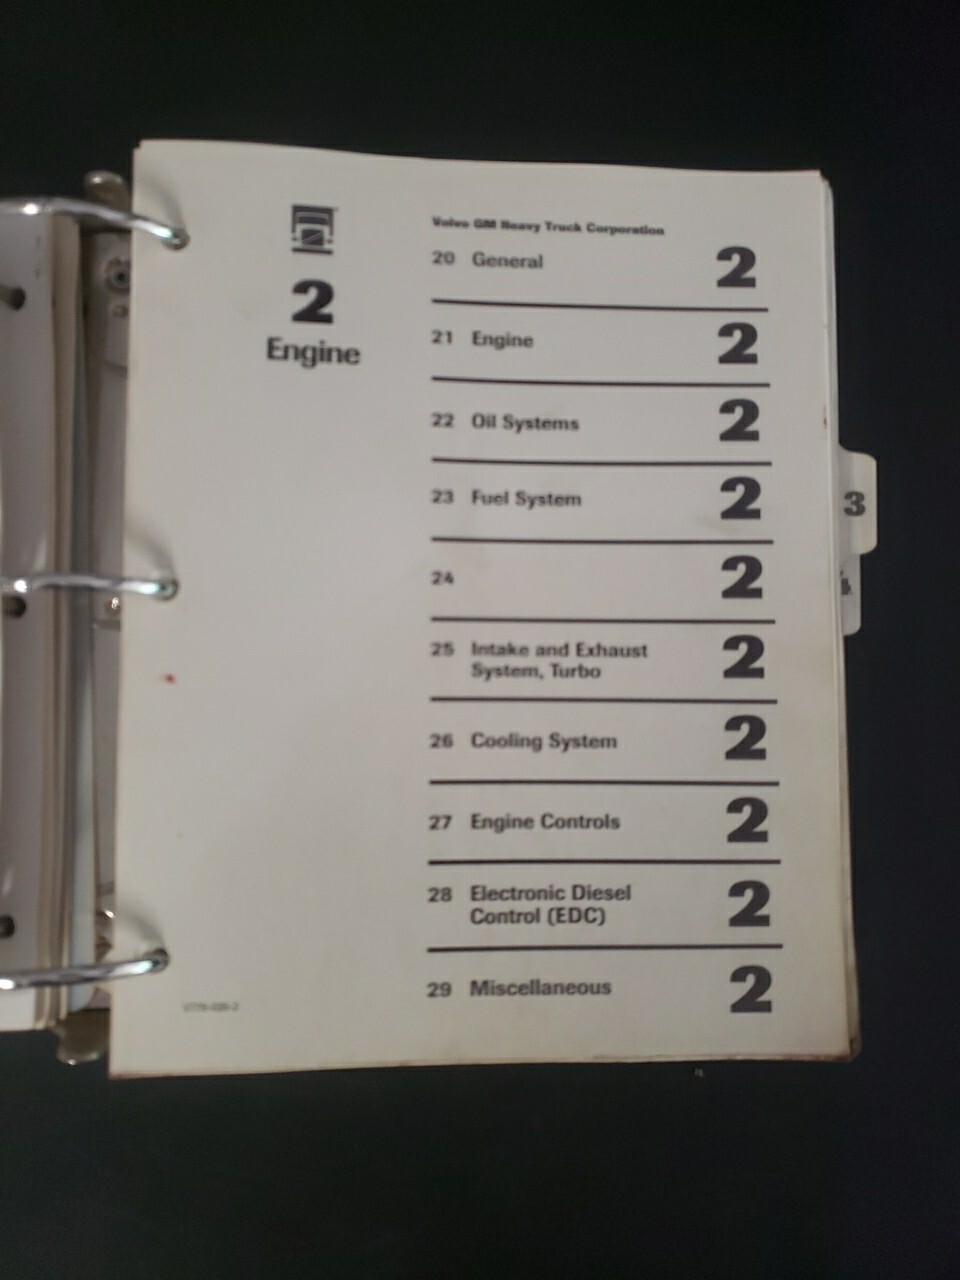 Volvo GM Heavy Truck Corporation
2
Engine
20 General 2
21 Engine 2
22 Oil Systems 2
23 Fuel System 2
24 2
25 Intake and Exhaust
System, Turbo 2
26 Cooling System 2
27 Engine Controls 2
28 Electronic Diesel
Control (EDC) 2
29 Miscellaneous 2
3